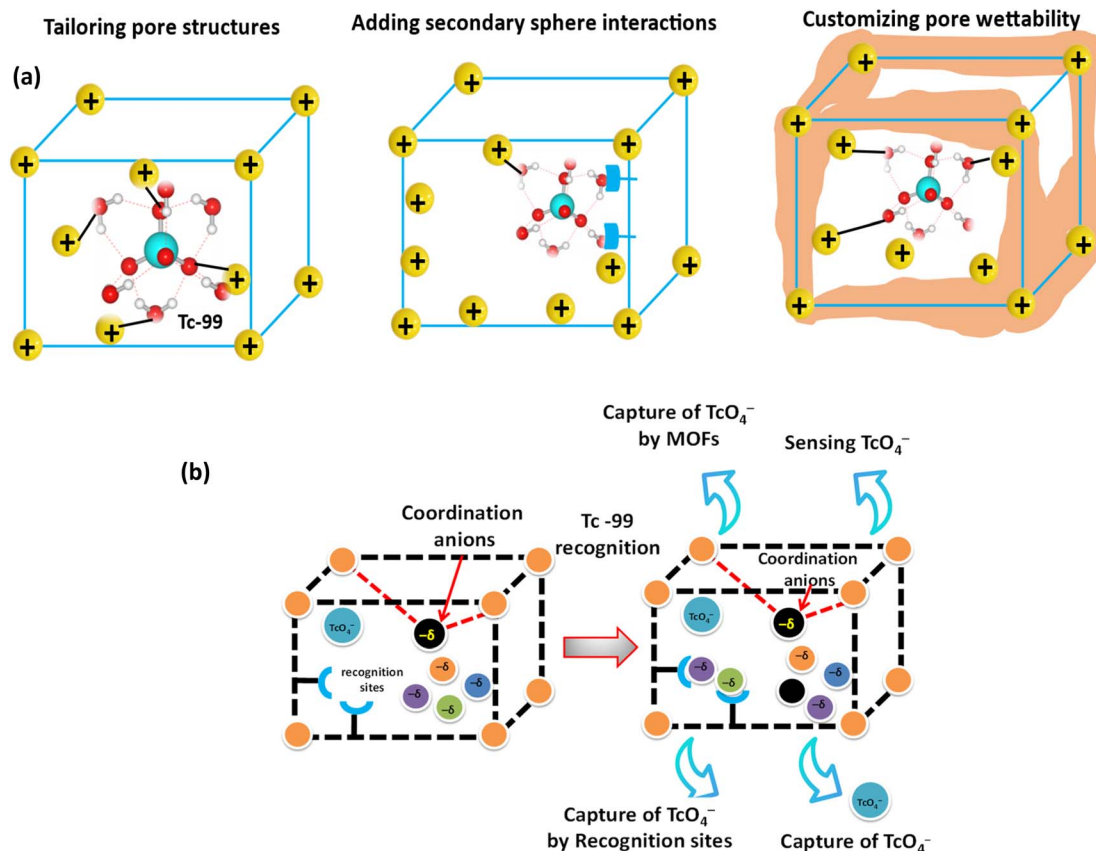 Tailoring pore structures
Adding secondary sphere interactions
Customizing pore wettability
(a)
+ + + + + + + + + + + +
Tc-99
+ + + + + + + + + + + + + + +
+ + + + + + + + + + + + + +
(b)
Capture of TcO₄⁻
by MOFs
Sensing TcO₄⁻
Coordination
anions
Tc -99
recognition
Coordination
anions
TcO₄⁻
–δ
recognition
sites
–δ
–δ
–δ
–δ
TcO₄⁻
–δ
–δ
–δ
–δ
–δ
–δ
Capture of TcO₄⁻
by Recognition sites
TcO₄⁻
Capture of TcO₄⁻